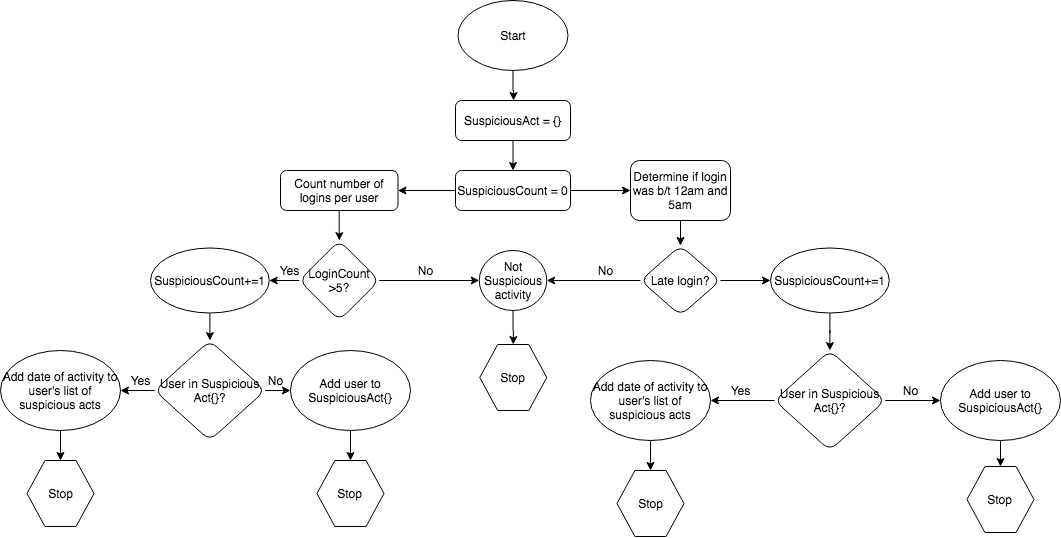 Start
SuspiciousAct = {}
Count number of
logins per user
SuspiciousCount = 0
Determine if login
was b/t 12am and
5am
SuspiciousCount+=1
Yes
LoginCount
>5?
No
Not
Suspicious
activity
No
Late login?
SuspiciousCount+=1
Add date of activity to
user's list of
suspicious acts
Yes
User in Suspicious
Act{}?
No
Add user to
SuspiciousAct{}
Stop
Add date of activity to
user's list of
suspicious acts
Yes
User in Suspicious
Act{}?
No
Add user to
SuspiciousAct{}
Stop
Stop
Stop
Stop